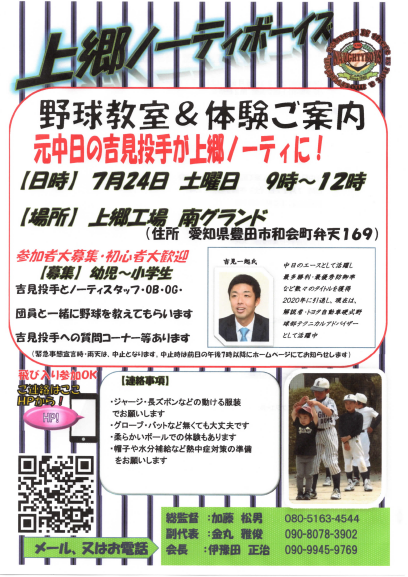 上郷ノーティボーイズ
NAUGHTYBOYS
野球教室＆体験ご案内
元中日の吉見投手が上郷ノーティに！
【日時】 7月24日 土曜日 9時～12時
【場所】 上郷工場 南グランド
（住所 愛知県豊田市和会町弁天169）
参加者大募集・初心者大歓迎
【募集】 幼児～小学生
吉見投手とノーティスタッフ・OB・OG・
団員と一緒に野球を教えてもらいます
吉見投手への質問コーナー等あります
吉見一起氏
中日のエースとして活躍し
最多勝利・最優秀防御率
など数々のタイトルを獲得
2020年に引退し、現在は、
解説者・トヨタ自動車硬式野
球部テクニカルアドバイザー
として活躍中
（緊急事態宣言時・雨天は、中止となります。中止時は前日の午後7時以降にホームページにてお知らせします）
飛び入り参加OK
ご連絡はここ
HPから！
HP!
【連絡事項】
・ジャージ・長ズボンなどの動ける服装
でお願いします
・グローブ・バットなど無くても大丈夫です
・柔らかいボールでの体験もあります
・帽子や水分補給など熱中症対策の準備
をお願いします
メール、又はお電話
総監督 ：加藤 松男 080-5163-4544
副代表 ：金丸 雅俊 090-8078-3902
会長 ：伊豫田 正治 090-9945-9769